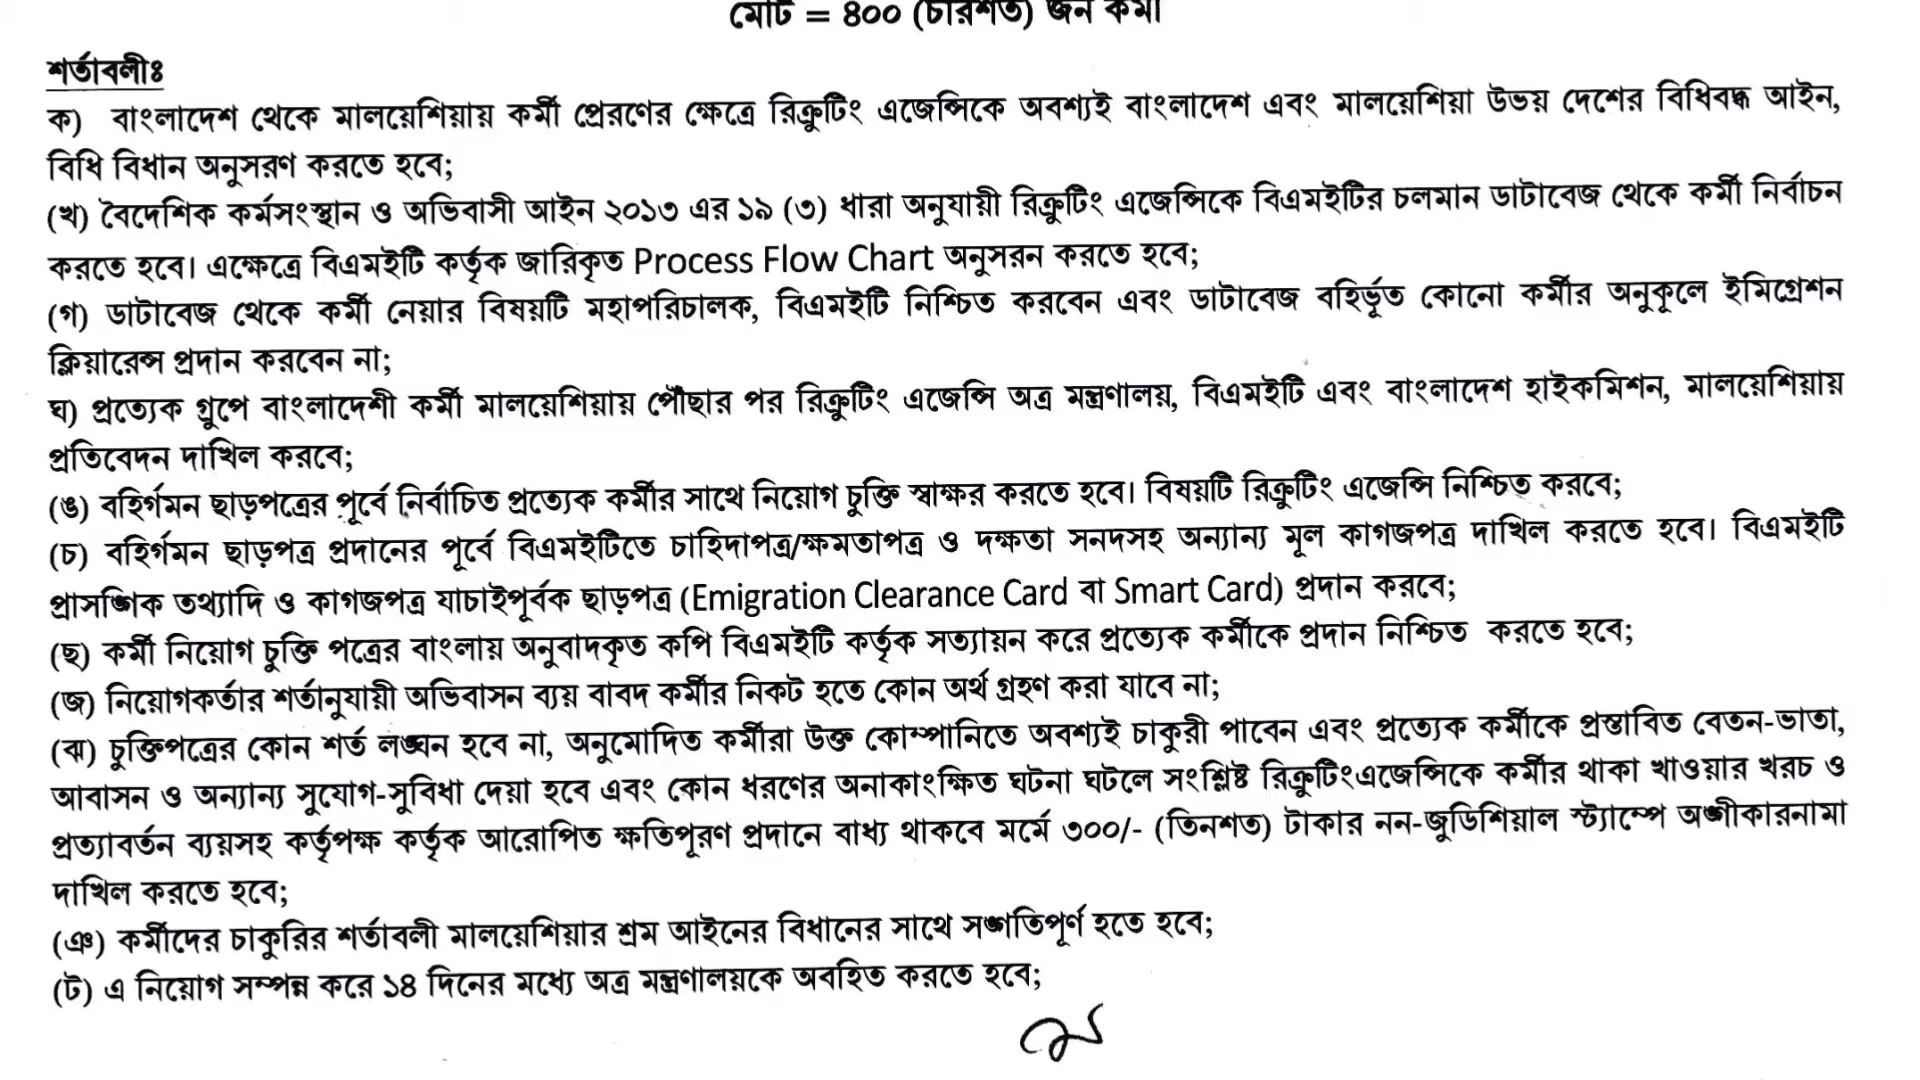 মোট = ৪০০ (চারশত) জন কর্মী
শর্তাবলীঃ
ক) বাংলাদেশ থেকে মালয়েশিয়ায় কর্মী প্রেরণের ক্ষেত্রে রিক্রুটিং এজেন্সিকে অবশ্যই বাংলাদেশ এবং মালয়েশিয়া উভয় দেশের বিধিবদ্ধ আইন,
বিধি বিধান অনুসরণ করতে হবে;
(খ) বৈদেশিক কর্মসংস্থান ও অভিবাসী আইন ২০১৩ এর ১৯ (৩) ধারা অনুযায়ী রিক্রুটিং এজেন্সিকে বিএমইটির চলমান ডাটাবেজ থেকে কর্মী নির্বাচন
করতে হবে। এক্ষেত্রে বিএমইটি কর্তৃক জারিকৃত Process Flow Chart অনুসরন করতে হবে;
(গ) ডাটাবেজ থেকে কর্মী নেয়ার বিষয়টি মহাপরিচালক, বিএমইটি নিশ্চিত করবেন এবং ডাটাবেজ বহির্ভূত কোনো কর্মীর অনুকূলে ইমিগ্রেশন
ক্লিয়ারেন্স প্রদান করবেন না;
ঘ) প্রত্যেক গ্রুপে বাংলাদেশী কর্মী মালয়েশিয়ায় পৌঁছার পর রিক্রুটিং এজেন্সি অত্র মন্ত্রণালয়, বিএমইটি এবং বাংলাদেশ হাইকমিশন, মালয়েশিয়ায়
প্রতিবেদন দাখিল করবে;
(ঙ) বহির্গমন ছাড়পত্রের পূর্বে নির্বাচিত প্রত্যেক কর্মীর সাথে নিয়োগ চুক্তি স্বাক্ষর করতে হবে। বিষয়টি রিক্রুটিং এজেন্সি নিশ্চিত করবে;
(চ) বহির্গমন ছাড়পত্র প্রদানের পূর্বে বিএমইটিতে চাহিদাপত্র/ক্ষমতাপত্র ও দক্ষতা সনদসহ অন্যান্য মূল কাগজপত্র দাখিল করতে হবে। বিএমইটি
প্রাসঙ্গিক তথ্যাদি ও কাগজপত্র যাচাইপূর্বক ছাড়পত্র (Emigration Clearance Card বা Smart Card) প্রদান করবে;
(ছ) কর্মী নিয়োগ চুক্তি পত্রের বাংলায় অনুবাদকৃত কপি বিএমইটি কর্তৃক সত্যায়ন করে প্রত্যেক কর্মীকে প্রদান নিশ্চিত করতে হবে;
(জ) নিয়োগকর্তার শর্তানুযায়ী অভিবাসন ব্যয় বাবদ কর্মীর নিকট হতে কোন অর্থ গ্রহণ করা যাবে না;
(ঝ) চুক্তিপত্রের কোন শর্ত লঙ্ঘন হবে না, অনুমোদিত কর্মীরা উক্ত কোম্পানিতে অবশ্যই চাকুরী পাবেন এবং প্রত্যেক কর্মীকে প্রস্তাবিত বেতন-ভাতা,
আবাসন ও অন্যান্য সুযোগ-সুবিধা দেয়া হবে এবং কোন ধরণের অনাকাংক্ষিত ঘটনা ঘটলে সংশ্লিষ্ট রিক্রুটিংএজেন্সিকে কর্মীর থাকা খাওয়ার খরচ ও
প্রত্যাবর্তন ব্যয়সহ কর্তৃপক্ষ কর্তৃক আরোপিত ক্ষতিপূরণ প্রদানে বাধ্য থাকবে মর্মে ৩০০/- (তিনশত) টাকার নন-জুডিশিয়াল স্ট্যাম্পে অঙ্গীকারনামা
দাখিল করতে হবে;
(ঞ) কর্মীদের চাকুরির শর্তাবলী মালয়েশিয়ার শ্রম আইনের বিধানের সাথে সঙ্গতিপূর্ণ হতে হবে;
(ট) এ নিয়োগ সম্পন্ন করে ১৪ দিনের মধ্যে অত্র মন্ত্রণালয়কে অবহিত করতে হবে;